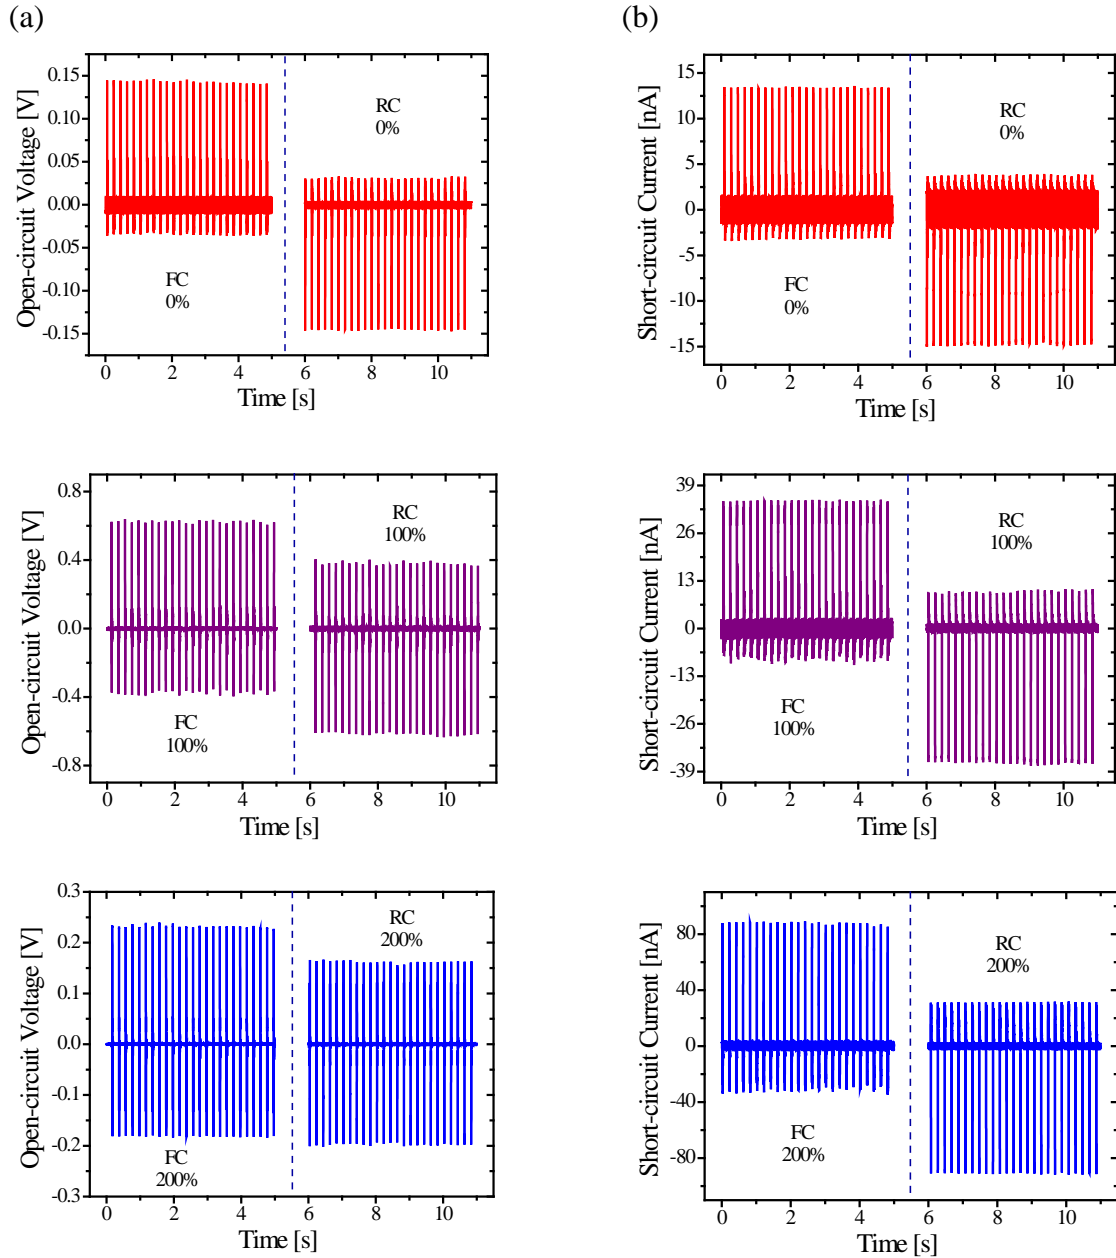 (a)
(b)
Open-circuit Voltage [V]
0.15
0.10
0.05
0.00
-0.05
-0.10
-0.15
RC
0%
FC
0%
0 2 4 6 8 10
Time [s]
Short-circuit Current [nA]
15
10
5
0
-5
-10
-15
RC
0%
FC
0%
0 2 4 6 8 10
Time [s]
Open-circuit Voltage [V]
0.8
0.4
0.0
-0.4
-0.8
RC
100%
FC
100%
0 2 4 6 8 10
Time [s]
Short-circuit Current [nA]
39
26
13
0
-13
-26
-39
RC
100%
FC
100%
0 2 4 6 8 10
Time [s]
Open-circuit Voltage [V]
0.3
0.2
0.1
0.0
-0.1
-0.2
-0.3
RC
200%
FC
200%
0 2 4 6 8 10
Time [s]
Short-circuit Current [nA]
80
40
0
-40
-80
RC
200%
FC
200%
0 2 4 6 8 10
Time [s]